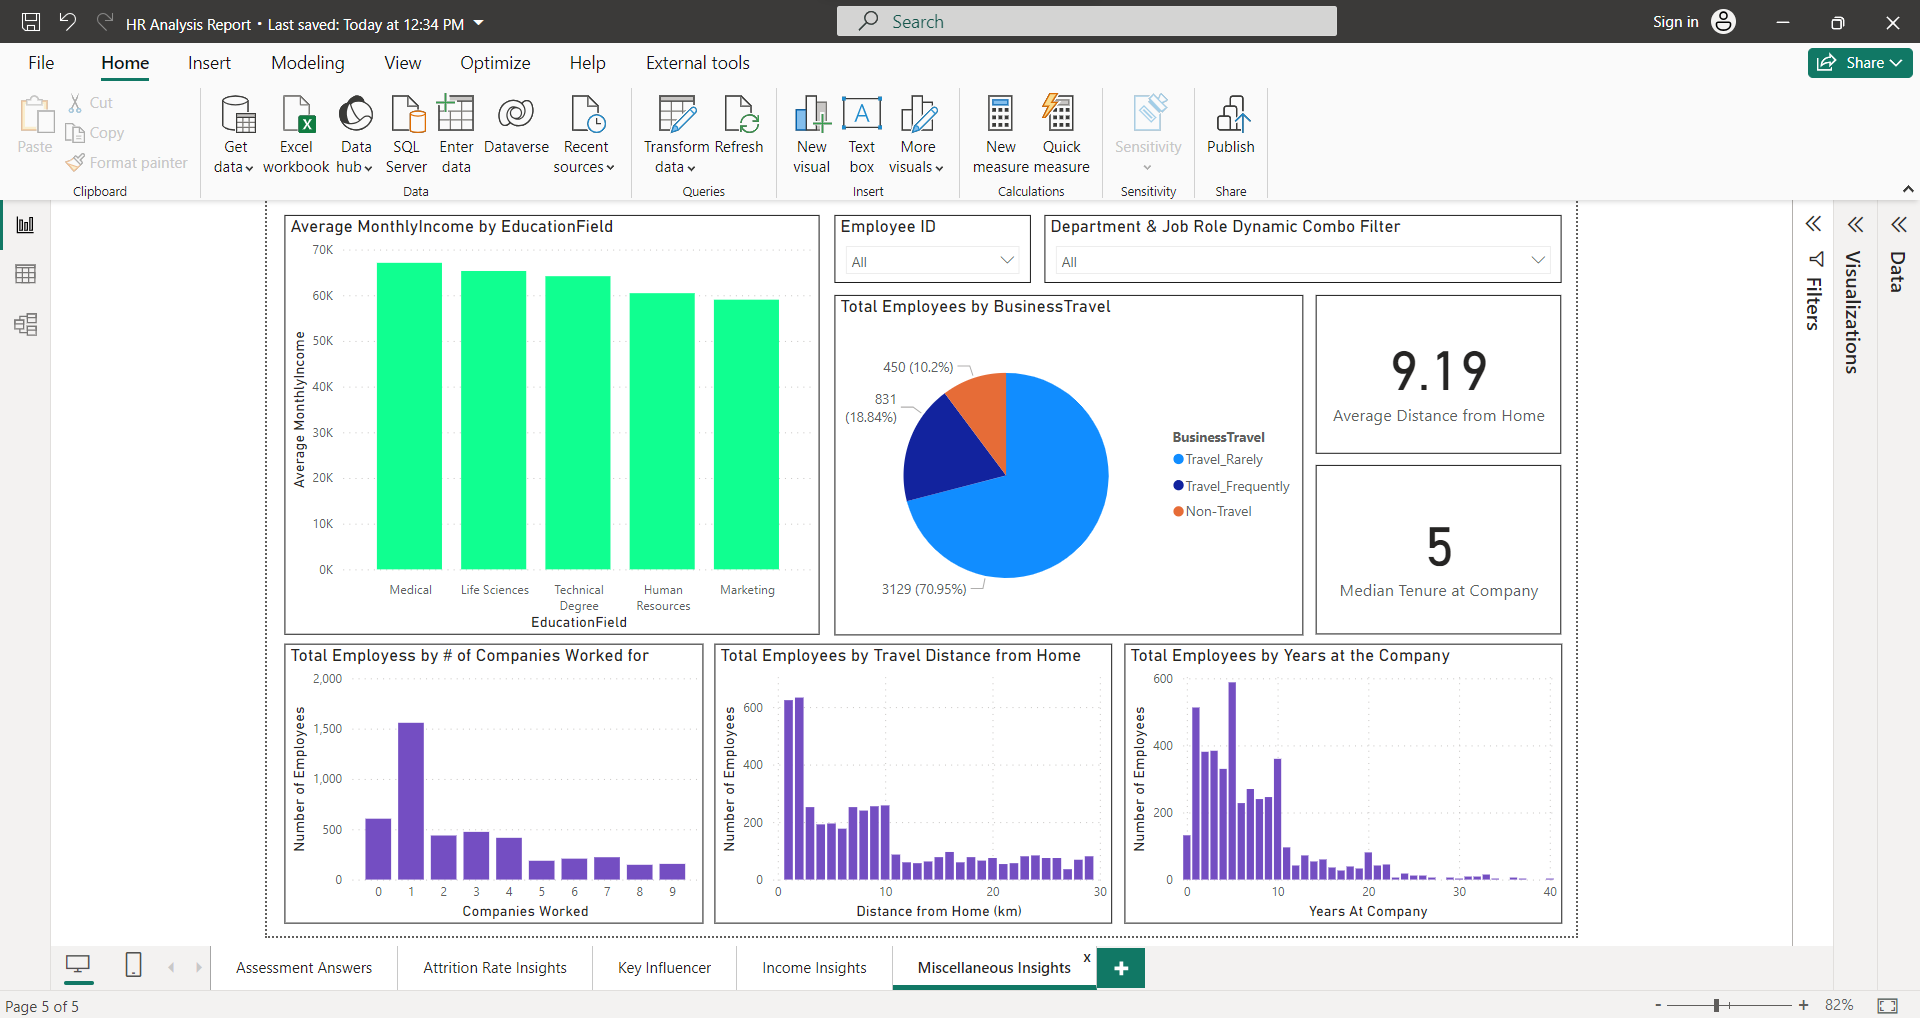 HR Analysis Report • Last saved: Today at 12:34 PM
Search
Sign in
File Home Insert Modeling View Optimize Help External tools
Share
Paste
Cut
Copy
Format painter
Clipboard
Get data
Excel workbook
Data hub
SQL Server
Enter data
Dataverse
Recent sources
Data
Transform data
Refresh
Queries
New visual
Text box
More visuals
Insert
New measure
Quick measure
Calculations
Sensitivity
Sensitivity
Publish
Share
Average MonthlyIncome by EducationField
70K
60K
50K
40K
30K
20K
10K
0K
Average MonthlyIncome
Medical
Life Sciences
Technical Degree
Human Resources
Marketing
EducationField
Employee ID
All
Department & Job Role Dynamic Combo Filter
All
Total Employees by BusinessTravel
450 (10.2%)
831 (18.84%)
3129 (70.95%)
BusinessTravel
Travel_Rarely
Travel_Frequently
Non-Travel
9.19
Average Distance from Home
5
Median Tenure at Company
Filters
Visualizations
Data
Total Employess by # of Companies Worked for
2,000
1,500
1,000
500
0
Number of Employees
0 1 2 3 4 5 6 7 8 9
Companies Worked
Total Employees by Travel Distance from Home
600
400
200
0
Number of Employees
0 10 20 30
Distance from Home (km)
Total Employees by Years at the Company
600
400
200
0
Number of Employees
0 10 20 30 40
Years At Company
Assessment Answers
Attrition Rate Insights
Key Influencer
Income Insights
Miscellaneous Insights x
+
Page 5 of 5
- + 82%